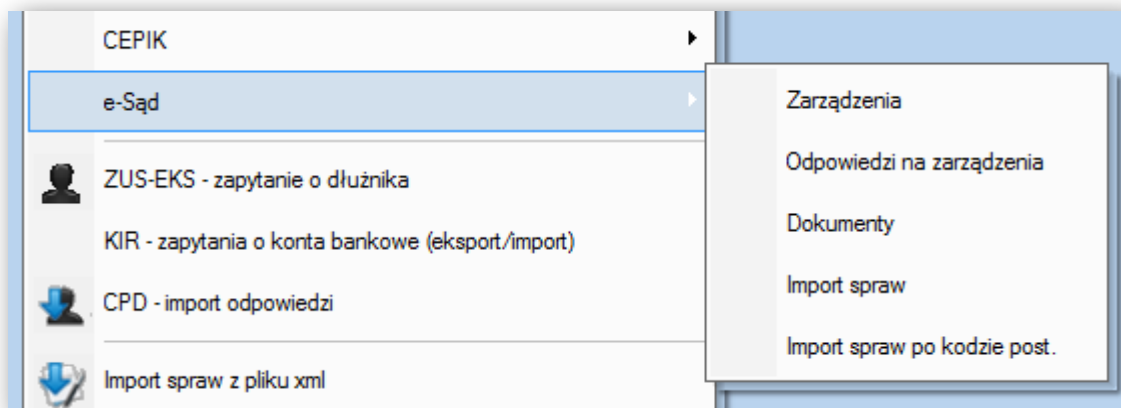 CEPIK
e-Sąd
ZUS-EKS - zapytanie o dłużnika
KIR - zapytania o konta bankowe (eksport/import)
CPD - import odpowiedzi
Import spraw z pliku xml
Zarządzenia
Odpowiedzi na zarządzenia
Dokumenty
Import spraw
Import spraw po kodzie post.